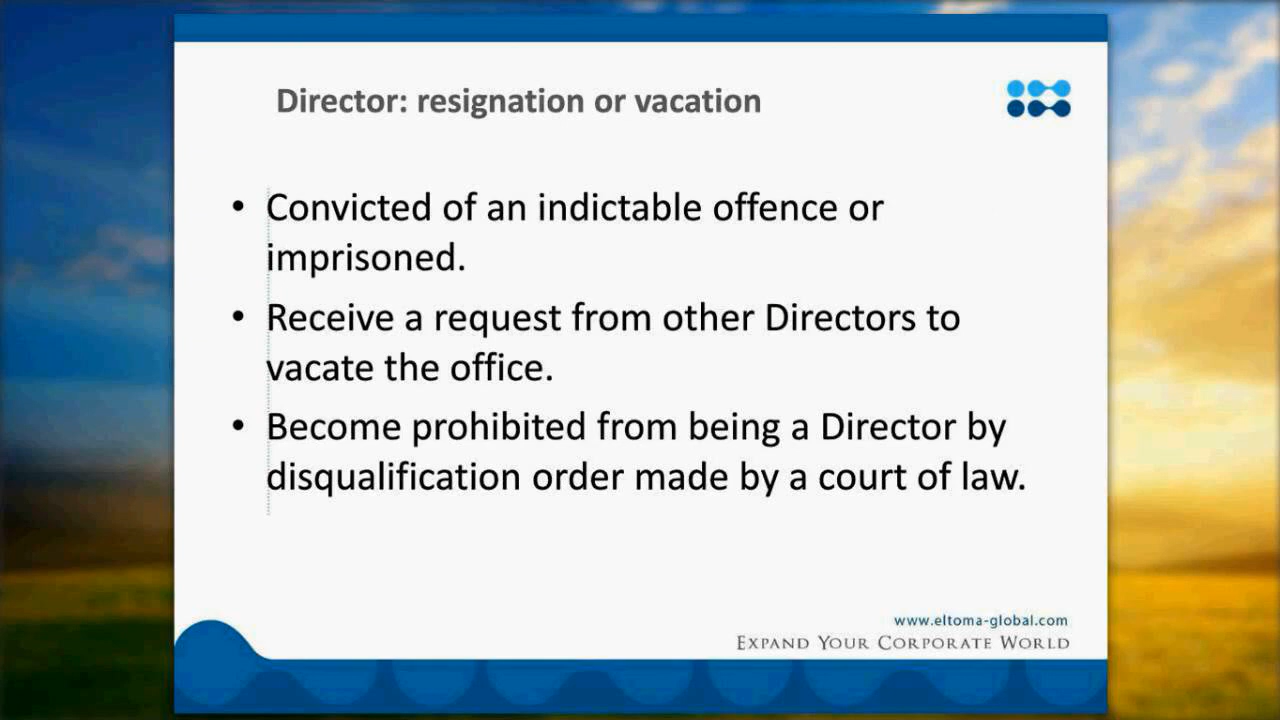 Director: resignation or vacation
• Convicted of an indictable offence or
imprisoned.
• Receive a request from other Directors to
vacate the office.
• Become prohibited from being a Director by
disqualification order made by a court of law.
www.eltoma-global.com
EXPAND YOUR CORPORATE WORLD